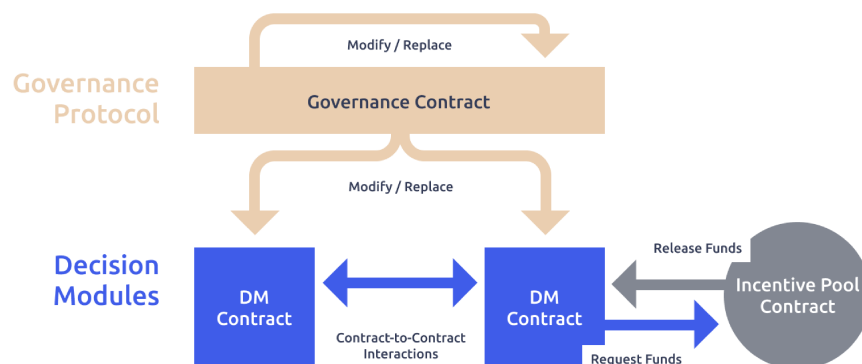 Modify / Replace
Governance
Protocol
Governance Contract
Modify / Replace
Decision
Modules
DM
Contract
Contract-to-Contract
Interactions
DM
Contract
Release Funds
Request Funds
Incentive Pool
Contract